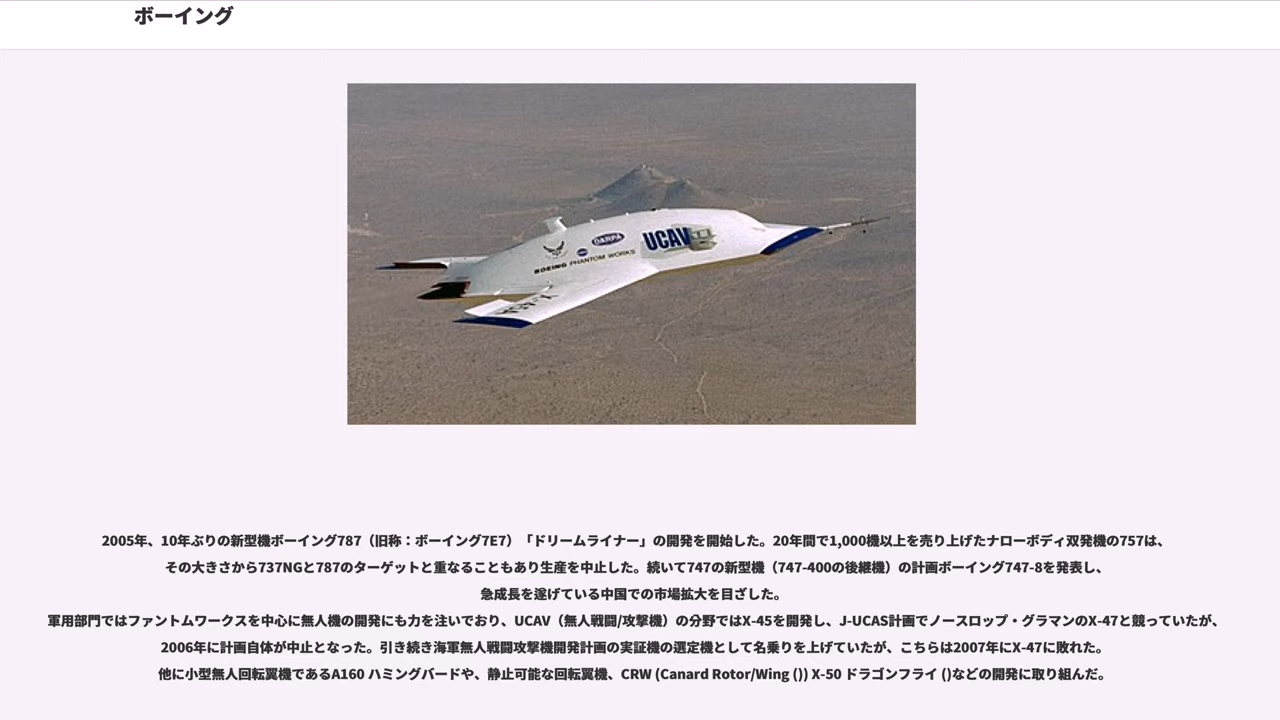 ボーイング
DARPA
UCAV
BOEING PHANTOM WORKS
2005年、10年ぶりの新型機ボーイング787（旧称：ボーイング7E7）「ドリームライナー」の開発を開始した。20年間で1,000機以上を売り上げたナローボディ双発機の757は、
その大きさから737NGと787のターゲットと重なることもあり生産を中止した。続いて747の新型機（747-400の後継機）の計画ボーイング747-8を発表し、
急成長を遂げている中国での市場拡大を目ざした。
軍用部門ではファントムワークスを中心に無人機の開発にも力を注いでおり、UCAV（無人戦闘/攻撃機）の分野ではX-45を開発し、J-UCAS計画でノースロップ・グラマンのX-47と競っていたが、
2006年に計画自体が中止となった。引き続き海軍無人戦闘攻撃機開発計画の実証機の選定機として名乗りを上げていたが、こちらは2007年にX-47に敗れた。
他に小型無人回転翼機であるA160 ハミングバードや、静止可能な回転翼機、CRW (Canard Rotor/Wing ()) X-50 ドラゴンフライ ()などの開発に取り組んだ。